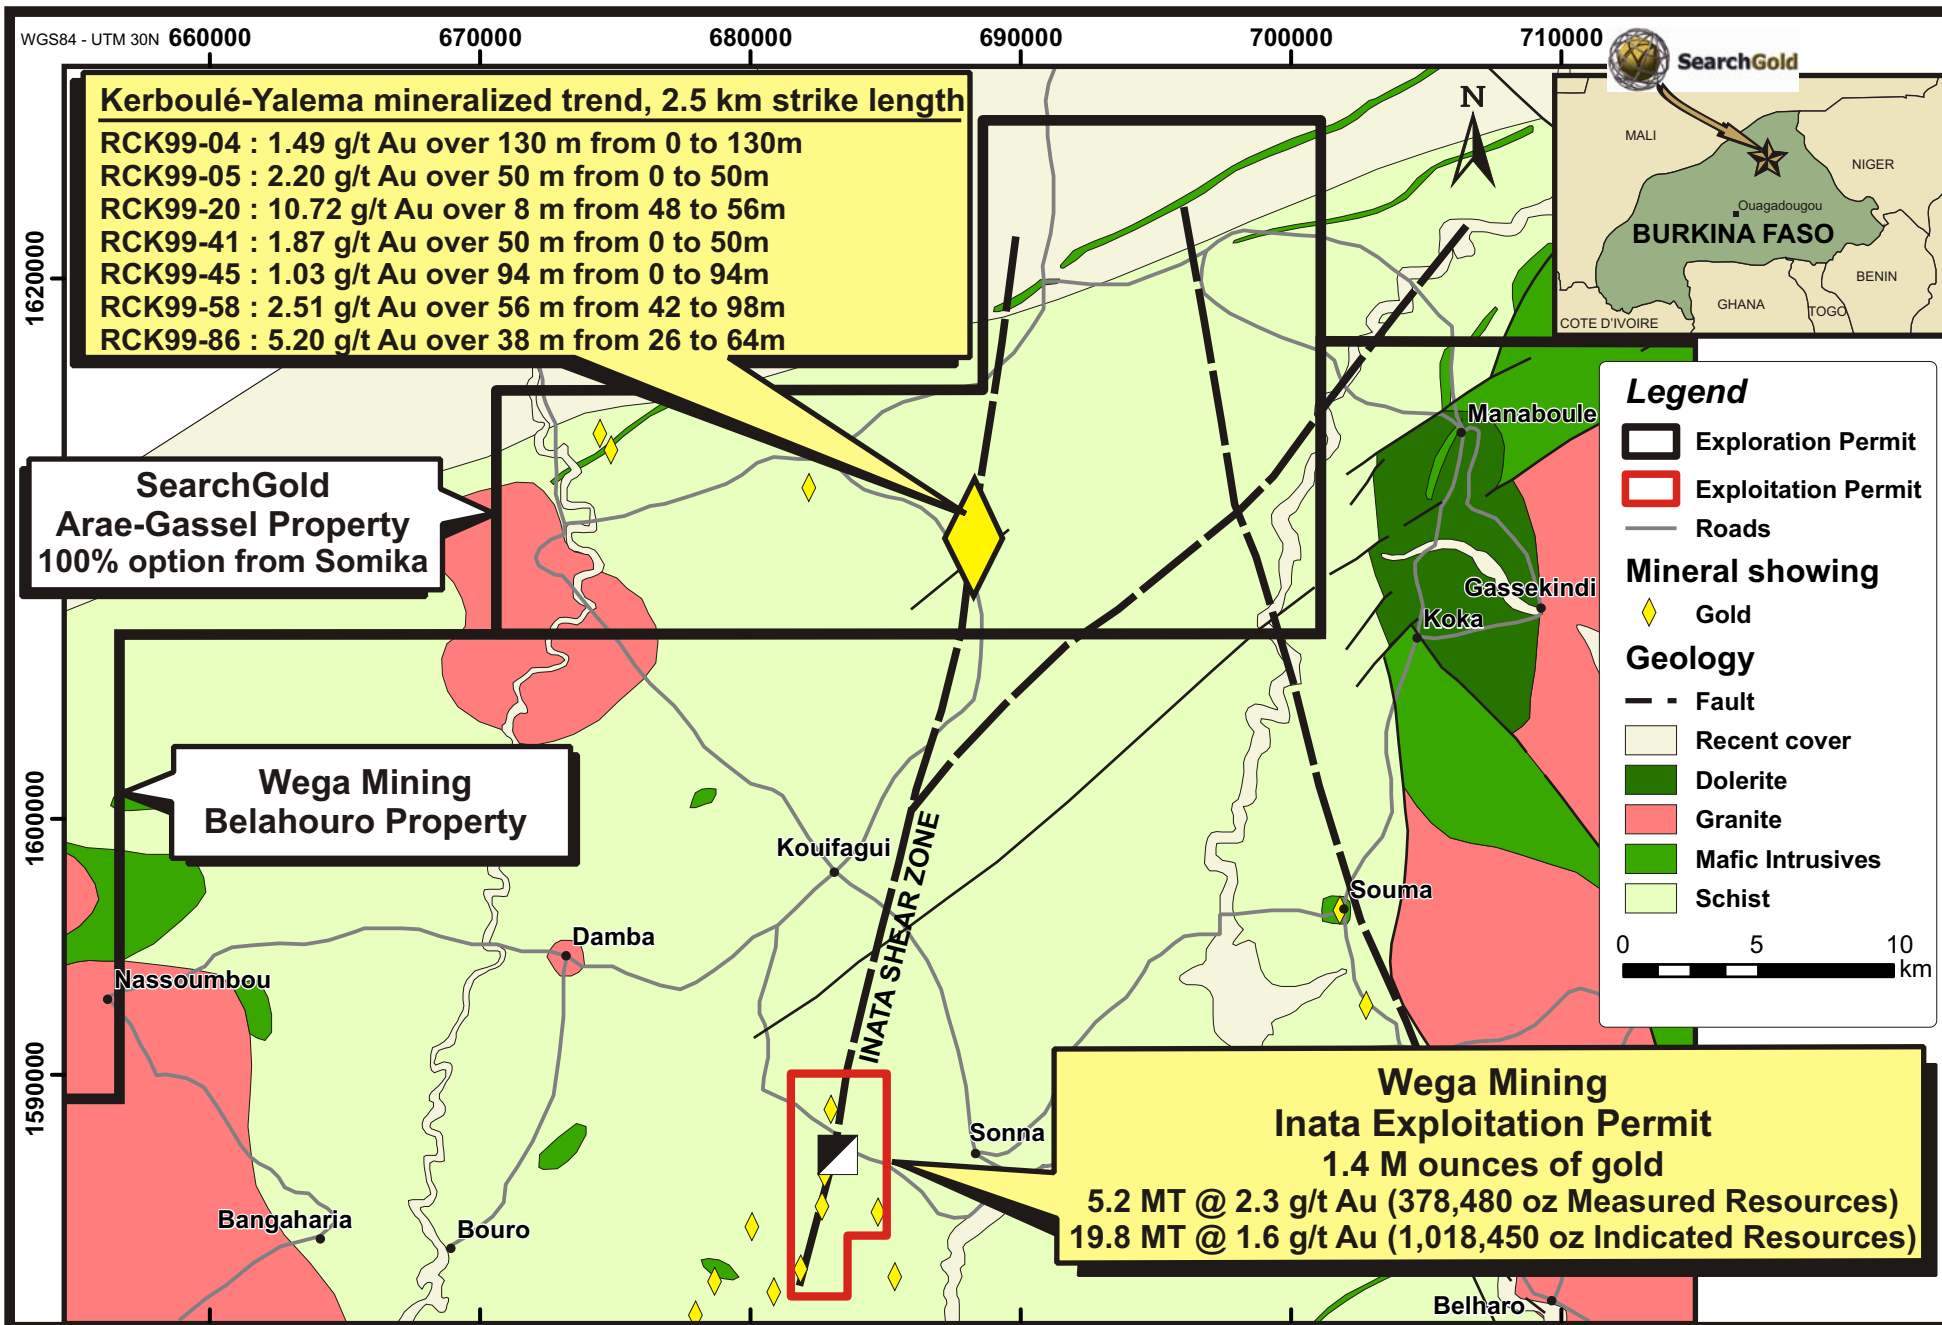 WGS84 - UTM 30N
660000
670000
680000
690000
700000
710000
SearchGold
Kerboulé-Yalema mineralized trend, 2.5 km strike length
RCK99-04 : 1.49 g/t Au over 130 m from 0 to 130m
RCK99-05 : 2.20 g/t Au over 50 m from 0 to 50m
RCK99-20 : 10.72 g/t Au over 8 m from 48 to 56m
RCK99-41 : 1.87 g/t Au over 50 m from 0 to 50m
RCK99-45 : 1.03 g/t Au over 94 m from 0 to 94m
RCK99-58 : 2.51 g/t Au over 56 m from 42 to 98m
RCK99-86 : 5.20 g/t Au over 38 m from 26 to 64m
N
MALI
NIGER
Ouagadougou
BURKINA FASO
BENIN
GHANA
TOGO
COTE D'IVOIRE
1620000
1600000
1590000
SearchGold
Arae-Gassel Property
100% option from Somika
Wega Mining
Belahouro Property
Manaboule
Gassekindi
Koka
Kouifagui
INATA SHEAR ZONE
Souma
Damba
Nassoumbou
Sonna
Bangaharia
Bouro
Belharo
Legend
Exploration Permit
Exploitation Permit
Roads
Mineral showing
Gold
Geology
Fault
Recent cover
Dolerite
Granite
Mafic Intrusives
Schist
0 5 10
km
Wega Mining
Inata Exploitation Permit
1.4 M ounces of gold
5.2 MT @ 2.3 g/t Au (378,480 oz Measured Resources)
19.8 MT @ 1.6 g/t Au (1,018,450 oz Indicated Resources)